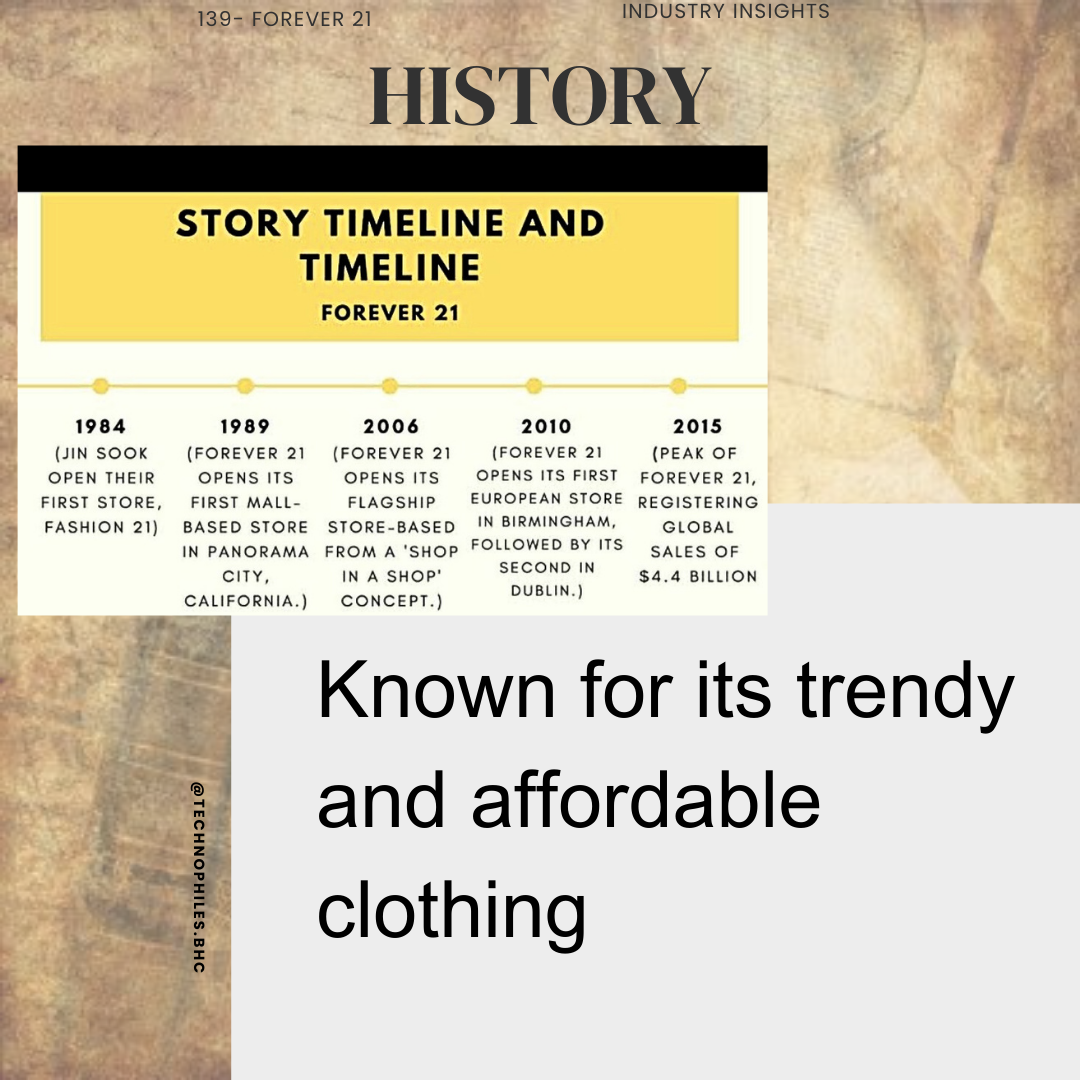 139- FOREVER 21
INDUSTRY INSIGHTS
HISTORY
STORY TIMELINE AND
TIMELINE
FOREVER 21
1984
(JIN SOOK
OPEN THEIR
FIRST STORE,
FASHION 21)
1989
(FOREVER 21
OPENS ITS
FIRST MALL-
BASED STORE
IN PANORAMA
CITY,
CALIFORNIA.)
2006
(FOREVER 21
OPENS ITS
FLAGSHIP
STORE-BASED
FROM A 'SHOP
IN A SHOP'
CONCEPT.)
2010
(FOREVER 21
OPENS ITS FIRST
EUROPEAN STORE
IN BIRMINGHAM,
FOLLOWED BY ITS
SECOND IN
DUBLIN.)
2015
(PEAK OF
FOREVER 21,
REGISTERING
GLOBAL
SALES OF
$4.4 BILLION
Known for its trendy
and affordable
clothing
@TECHNOPHILES.BHC